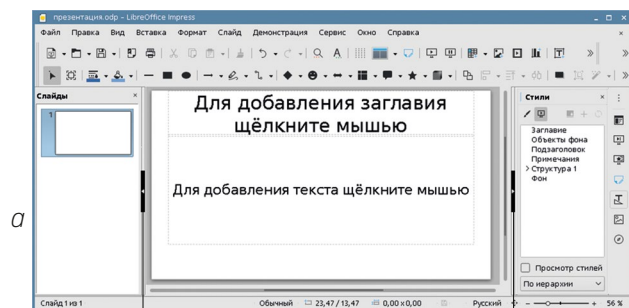 презентация.odp – LibreOffice Impress
Файл Правка Вид Вставка Формат Слайд Демонстрация Сервис Окно Справка
Слайды
Стили
1
Для добавления заглавия
щёлкните мышью
Для добавления текста щёлкните мышью
Заглавие
Объекты фона
Подзаголовок
Примечания
Структура 1
Фон
а
Просмотр стилей
По иерархии
Слайд 1 из 1 Обычный 23,47 / 13,47 0,00 x 0,00 Русский 56 %